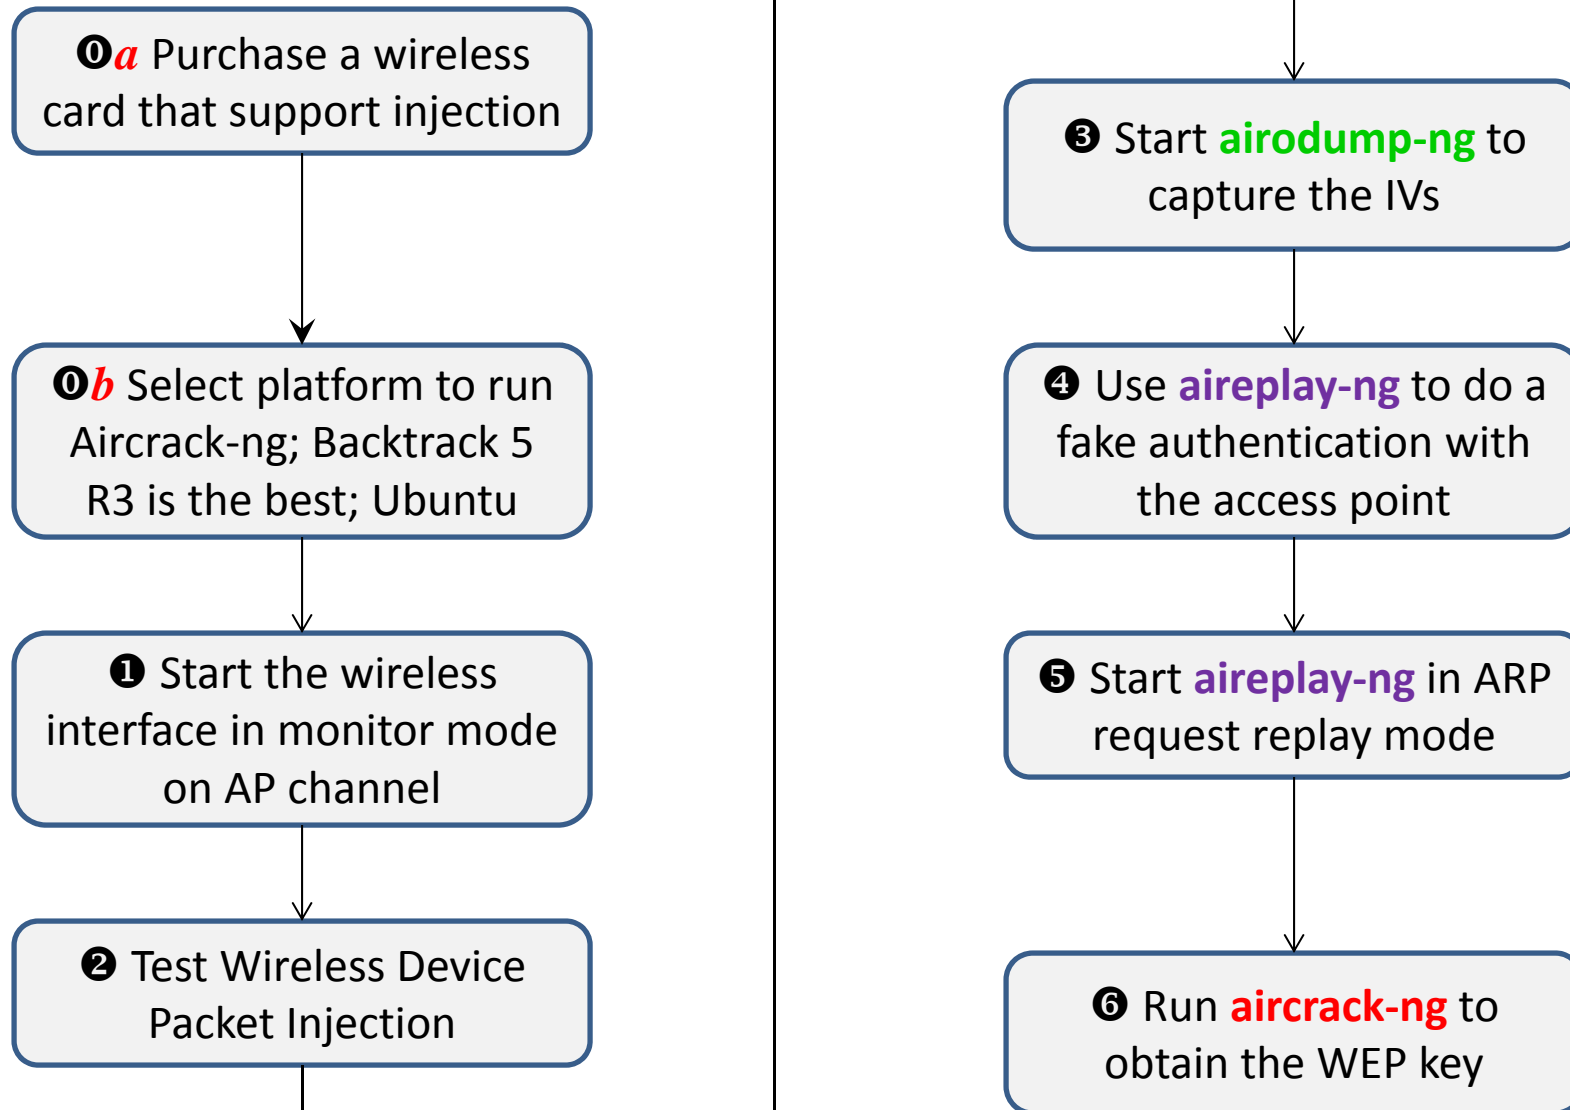 ⓿a Purchase a wireless
card that support injection
⓿b Select platform to run
Aircrack-ng; Backtrack 5
R3 is the best; Ubuntu
❶ Start the wireless
interface in monitor mode
on AP channel
❷ Test Wireless Device
Packet Injection
❸ Start airodump-ng to
capture the IVs
❹ Use aireplay-ng to do a
fake authentication with
the access point
❺ Start aireplay-ng in ARP
request replay mode
❻ Run aircrack-ng to
obtain the WEP key